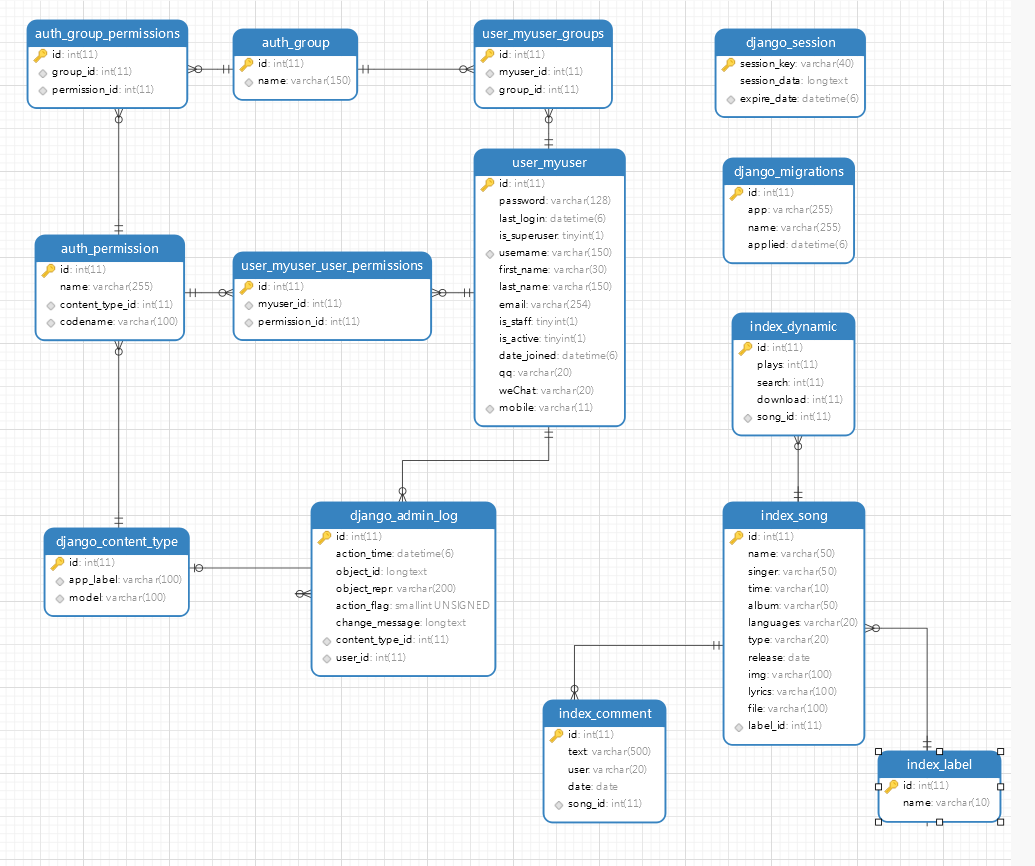 auth_group_permissions
id: int(11)
group_id: int(11)
permission_id: int(11)
auth_group
id: int(11)
name: varchar(150)
user_myuser_groups
id: int(11)
myuser_id: int(11)
group_id: int(11)
django_session
session_key: varchar(40)
session_data: longtext
expire_date: datetime(6)
user_myuser
id: int(11)
password: varchar(128)
last_login: datetime(6)
is_superuser: tinyint(1)
username: varchar(150)
first_name: varchar(30)
last_name: varchar(150)
email: varchar(254)
is_staff: tinyint(1)
is_active: tinyint(1)
date_joined: datetime(6)
qq: varchar(20)
weChat: varchar(20)
mobile: varchar(11)
django_migrations
id: int(11)
app: varchar(255)
name: varchar(255)
applied: datetime(6)
auth_permission
id: int(11)
name: varchar(255)
content_type_id: int(11)
codename: varchar(100)
user_myuser_user_permissions
id: int(11)
myuser_id: int(11)
permission_id: int(11)
index_dynamic
id: int(11)
plays: int(11)
search: int(11)
download: int(11)
song_id: int(11)
django_content_type
id: int(11)
app_label: varchar(100)
model: varchar(100)
django_admin_log
id: int(11)
action_time: datetime(6)
object_id: longtext
object_repr: varchar(200)
action_flag: smallint UNSIGNED
change_message: longtext
content_type_id: int(11)
user_id: int(11)
index_song
id: int(11)
name: varchar(50)
singer: varchar(50)
time: varchar(10)
album: varchar(50)
languages: varchar(20)
type: varchar(20)
release: date
img: varchar(100)
lyrics: varchar(100)
file: varchar(100)
label_id: int(11)
index_comment
id: int(11)
text: varchar(500)
user: varchar(20)
date: date
song_id: int(11)
index_label
id: int(11)
name: varchar(10)